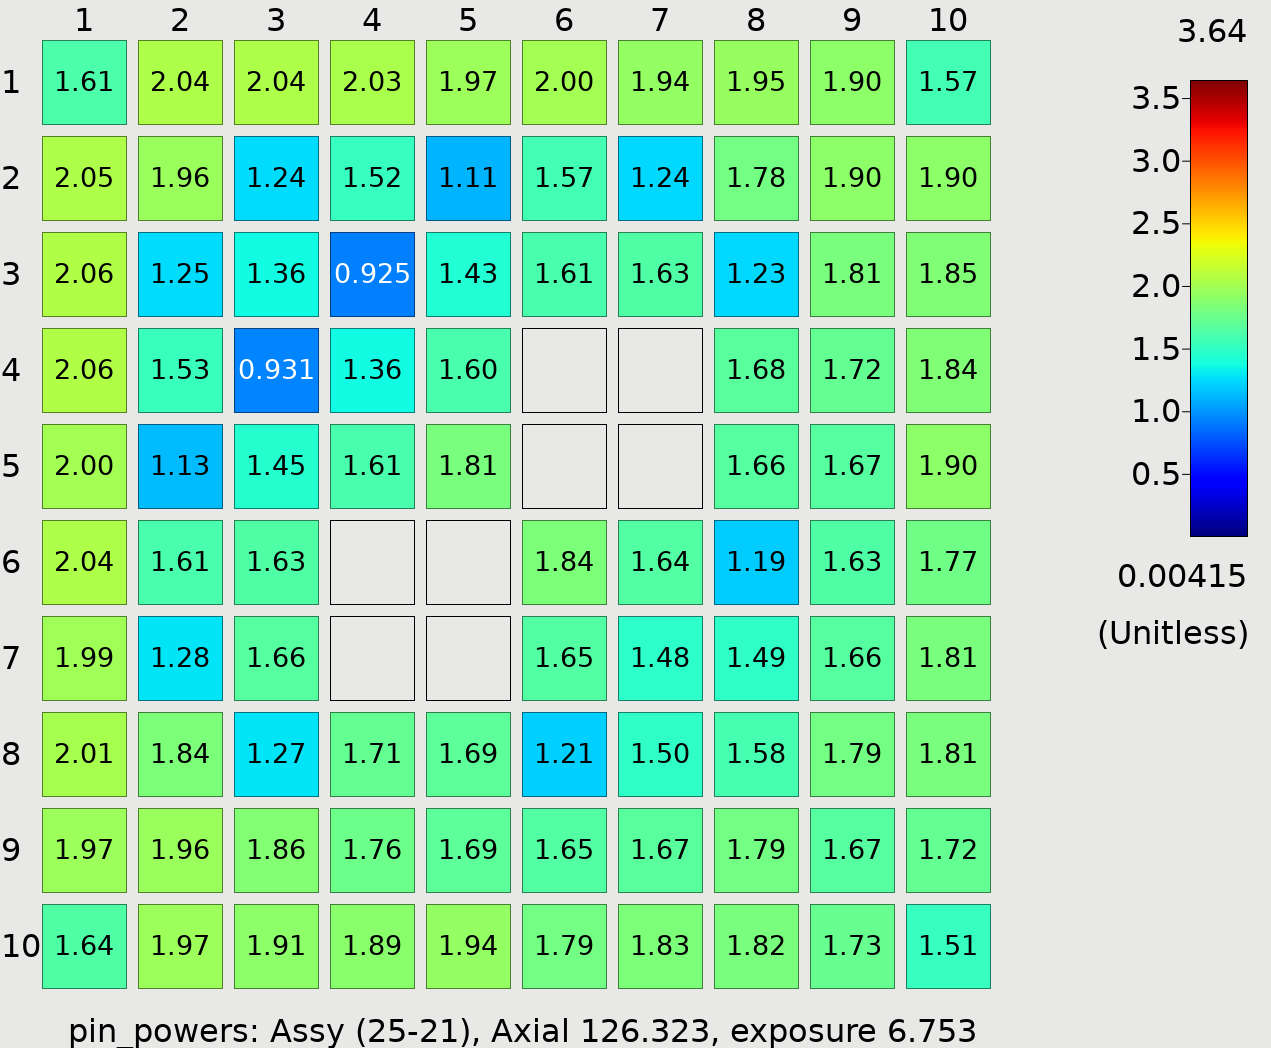 1 2 3 4 5 6 7 8 9 10
1 1.61 2.04 2.04 2.03 1.97 2.00 1.94 1.95 1.90 1.57
2 2.05 1.96 1.24 1.52 1.11 1.57 1.24 1.78 1.90 1.90
3 2.06 1.25 1.36 0.925 1.43 1.61 1.63 1.23 1.81 1.85
4 2.06 1.53 0.931 1.36 1.60 1.68 1.72 1.84
5 2.00 1.13 1.45 1.61 1.81 1.66 1.67 1.90
6 2.04 1.61 1.63 1.84 1.64 1.19 1.63 1.77
7 1.99 1.28 1.66 1.65 1.48 1.49 1.66 1.81
8 2.01 1.84 1.27 1.71 1.69 1.21 1.50 1.58 1.79 1.81
9 1.97 1.96 1.86 1.76 1.69 1.65 1.67 1.79 1.67 1.72
10 1.64 1.97 1.91 1.89 1.94 1.79 1.83 1.82 1.73 1.51
3.64
3.5
3.0
2.5
2.0
1.5
1.0
0.5
0.00415
(Unitless)
pin_powers: Assy (25-21), Axial 126.323, exposure 6.753